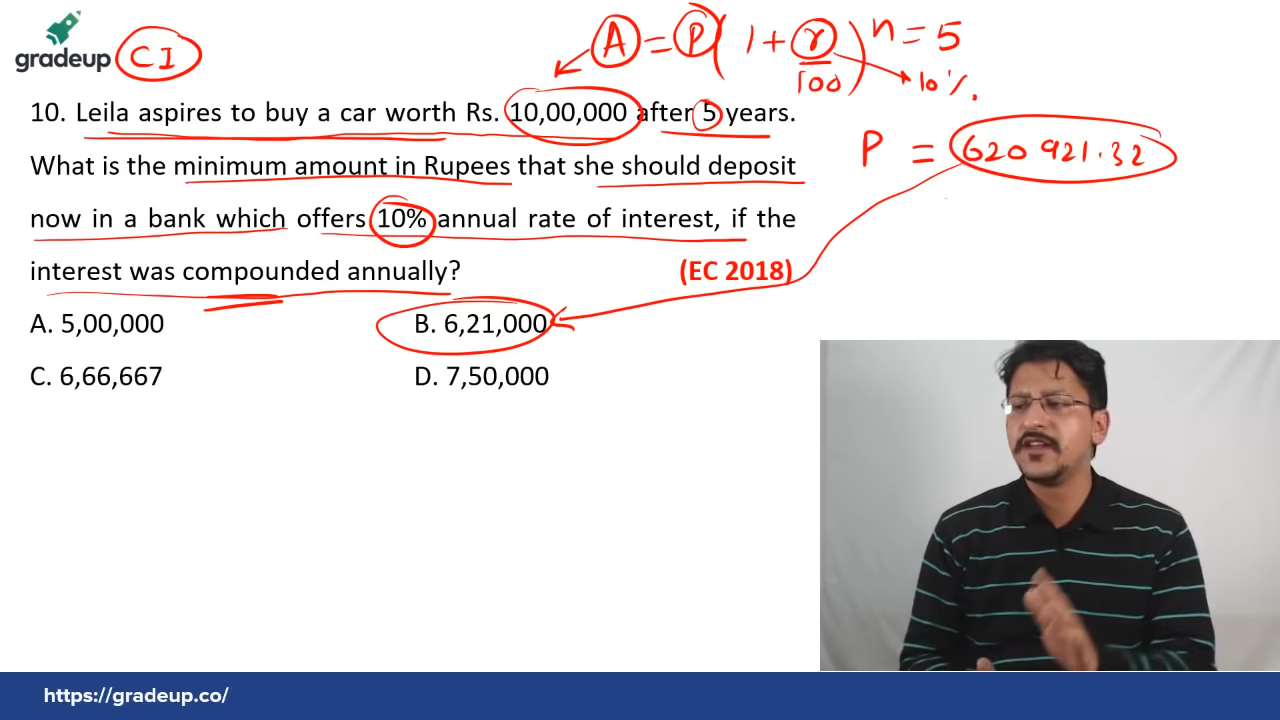 gradeup
CI
A = P(1 + r/100)^n = 5
10%.
10. Leila aspires to buy a car worth Rs. 10,00,000 after 5 years.
P = 620921.32
What is the minimum amount in Rupees that she should deposit
now in a bank which offers 10% annual rate of interest, if the
interest was compounded annually?
(EC 2018)
A. 5,00,000
B. 6,21,000
C. 6,66,667
D. 7,50,000
https://gradeup.co/